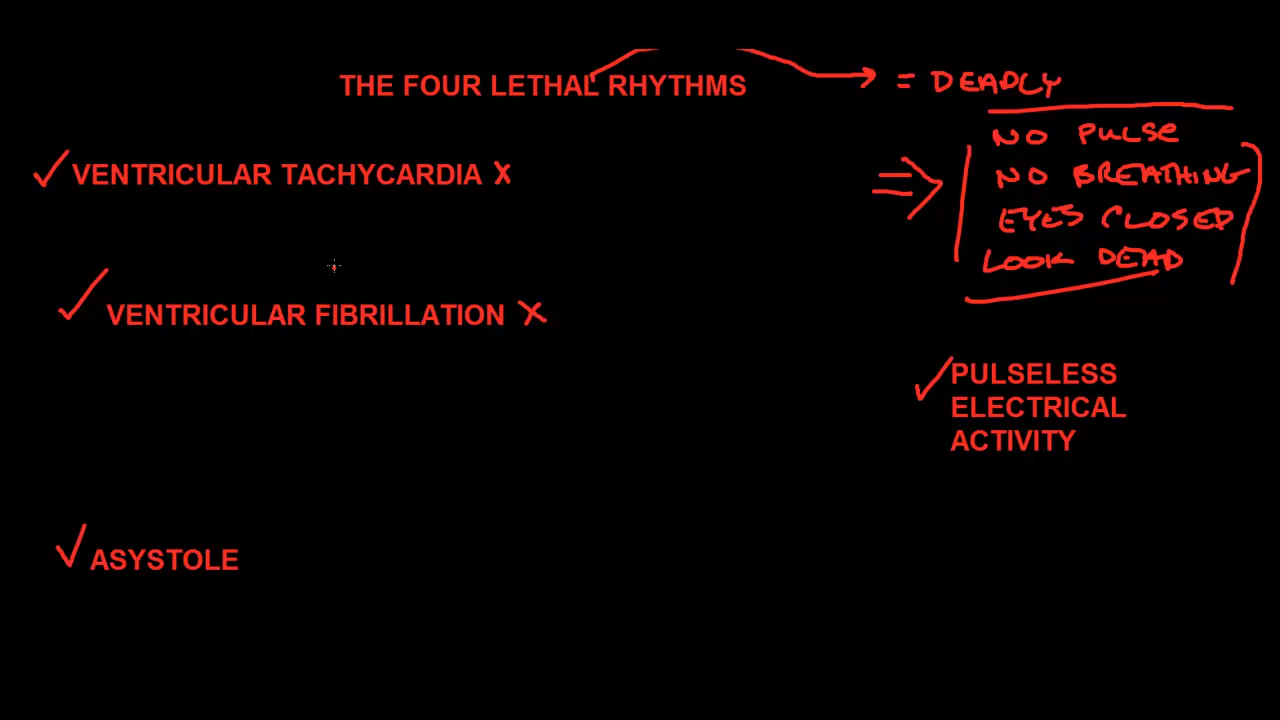 THE FOUR LETHAL RHYTHMS = DEADLY
NO PULSE
VENTRICULAR TACHYCARDIA X
NO BREATHING
EYES CLOSED
LOOK DEAD
VENTRICULAR FIBRILLATION X
PULSELESS
ELECTRICAL
ACTIVITY
ASYSTOLE